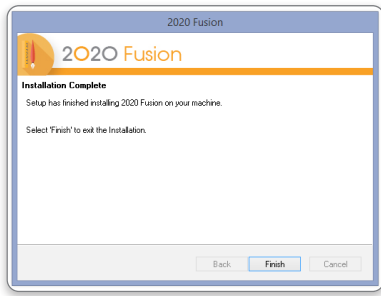 2020 Fusion
2020 Fusion
Installation Complete
Setup has finished installing 2020 Fusion on your machine.
Select 'Finish' to exit the Installation.
Back Finish Cancel